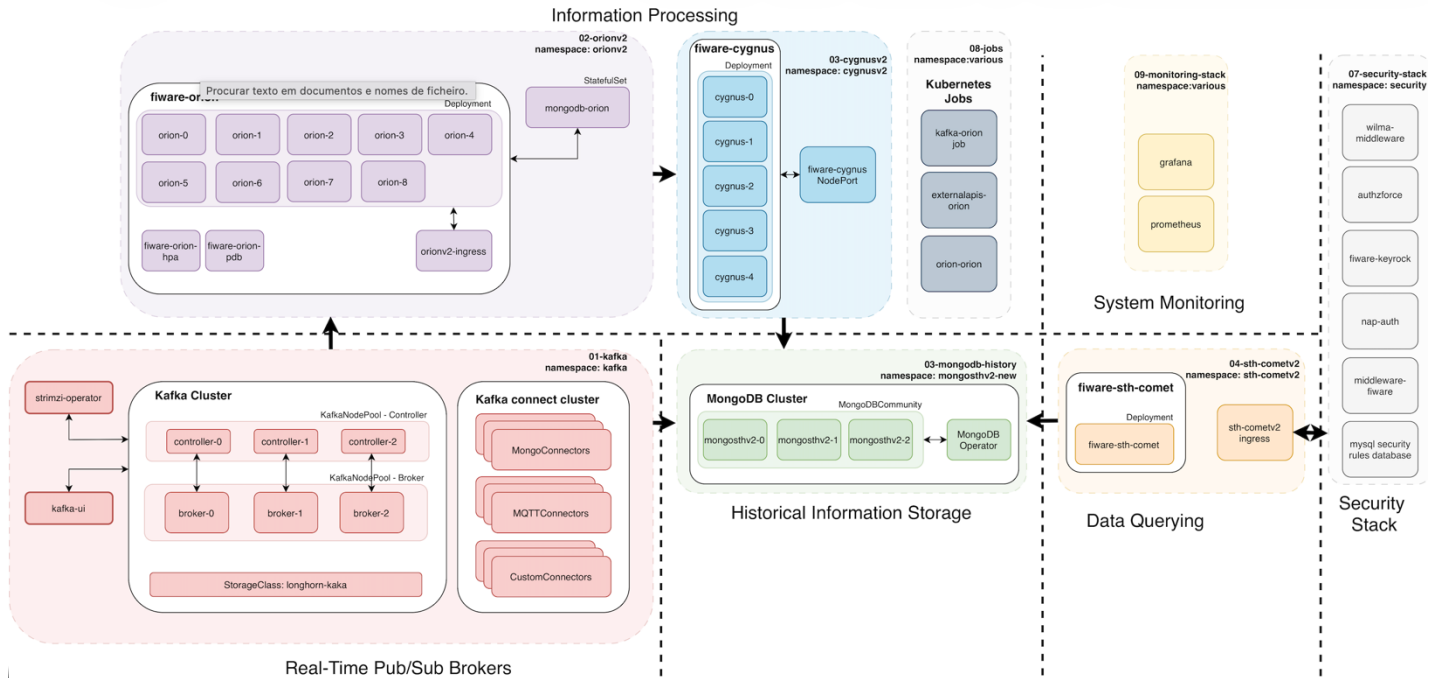 Information Processing
02-orionv2
namespace: orionv2
StatefulSet
mongodb-orion
Procurar texto em documentos e nomes de ficheiro.
Deployment
orion-0
orion-1
orion-2
orion-3
orion-4
orion-5
orion-6
orion-7
orion-8
fiware-orion-
hpa
fiware-orion-
pdb
orionv2-ingress
fiware-cygnus
03-cygnusv2
namespace: cygnusv2
Deployment
cygnus-0
cygnus-1
cygnus-2
cygnus-3
cygnus-4
fiware-cygnus
NodePort
08-jobs
namespace:various
Kubernetes
Jobs
kafka-orion
job
externalapis-
orion
orion-orion
09-monitoring-stack
namespace:various
grafana
prometheus
System Monitoring
07-security-stack
namespace: security
wilma-
middleware
authzforce
fiware-keyrock
nap-auth
middleware-
fiware
mysql security
rules database
Security
Stack
01-kafka
namespace: kafka
strimzi-operator
kafka-ui
Kafka Cluster
KafkaNodePool - Controller
controller-0
controller-1
controller-2
KafkaNodePool - Broker
broker-0
broker-1
broker-2
StorageClass: longhorn-kaka
Kafka connect cluster
MongoConnectors
MQTTConnectors
CustomConnectors
Real-Time Pub/Sub Brokers
03-mongodb-history
namespace: mongosthv2-new
MongoDB Cluster
MongoDBCommunity
mongosthv2-0
mongosthv2-1
mongosthv2-2
MongoDB
Operator
Historical Information Storage
04-sth-cometv2
namespace: sth-cometv2
fiware-sth-comet
Deployment
fiware-sth-comet
sth-cometv2
ingress
Data Querying